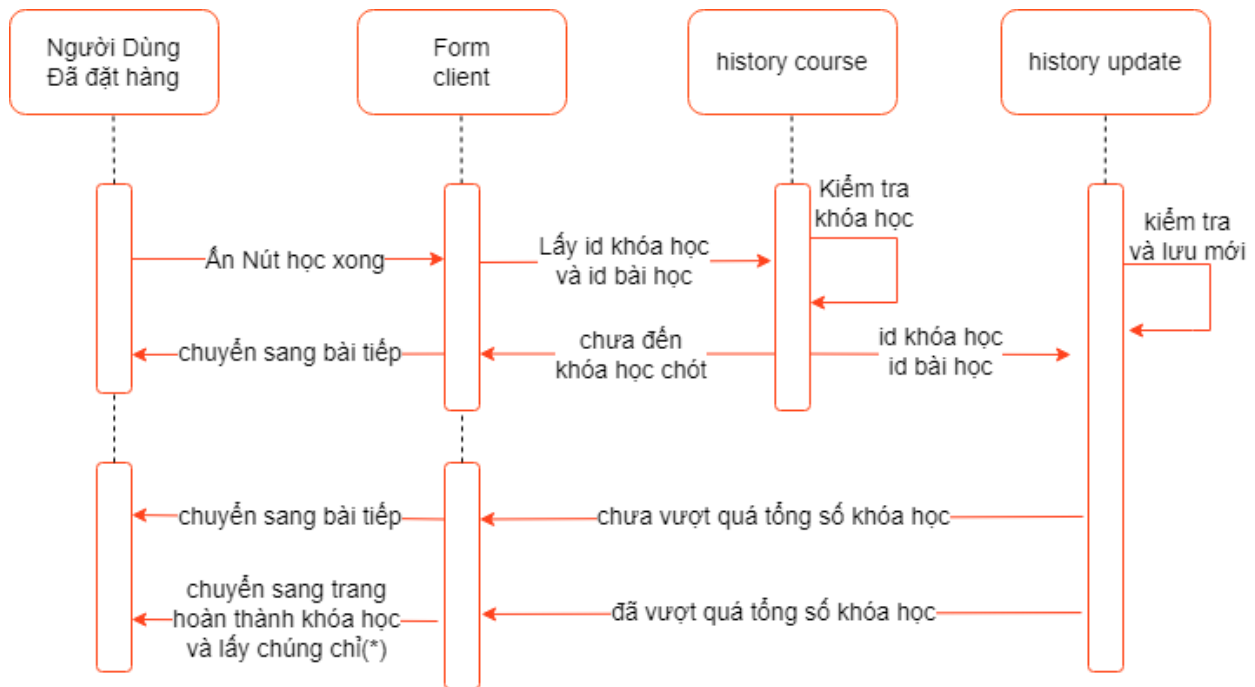 Người Dùng
Đã đặt hàng
Form
client
history course
history update
Kiểm tra
khóa học
kiểm tra
và lưu mới
Ấn Nút học xong
Lấy id khóa học
và id bài học
chuyển sang bài tiếp
chưa đến
khóa học chót
id khóa học
id bài học
chuyển sang bài tiếp
chưa vượt quá tổng số khóa học
chuyển sang trang
hoàn thành khóa học
và lấy chúng chỉ(*)
đã vượt quá tổng số khóa học